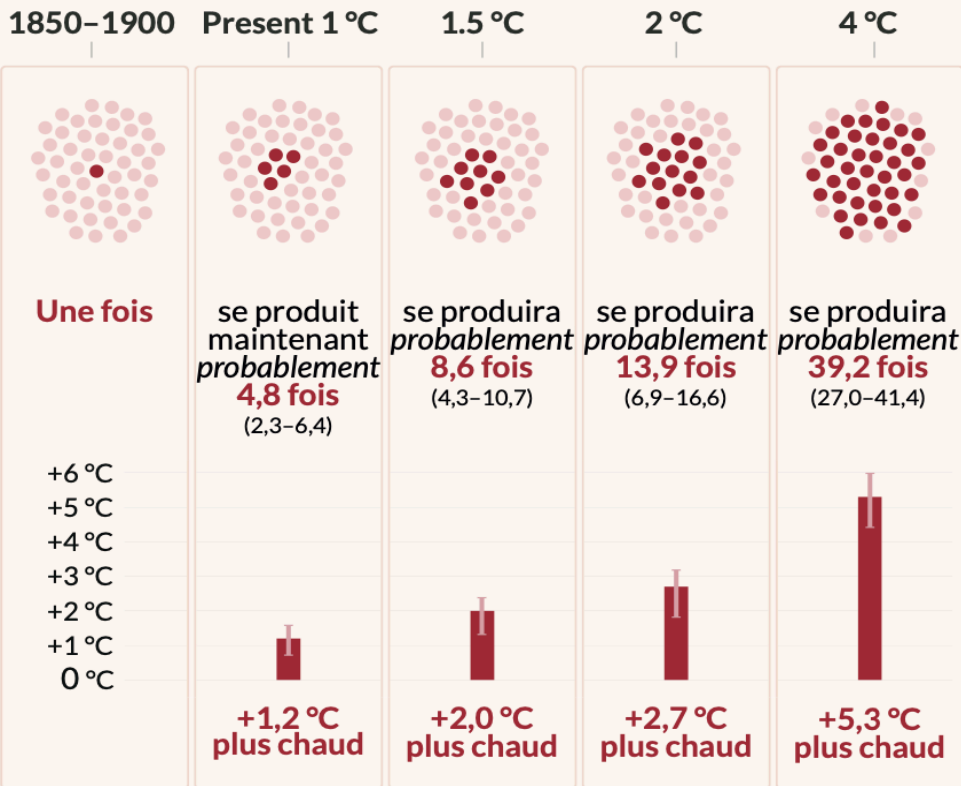 1850–1900
Present 1 °C
1.5 °C
2 °C
4 °C
Une fois
se produit
maintenant
probablement
4,8 fois
(2,3–6,4)
se produira
probablement
8,6 fois
(4,3–10,7)
se produira
probablement
13,9 fois
(6,9–16,6)
se produira
probablement
39,2 fois
(27,0–41,4)
+6 °C
+5 °C
+4 °C
+3 °C
+2 °C
+1 °C
0 °C
+1,2 °C
plus chaud
+2,0 °C
plus chaud
+2,7 °C
plus chaud
+5,3 °C
plus chaud